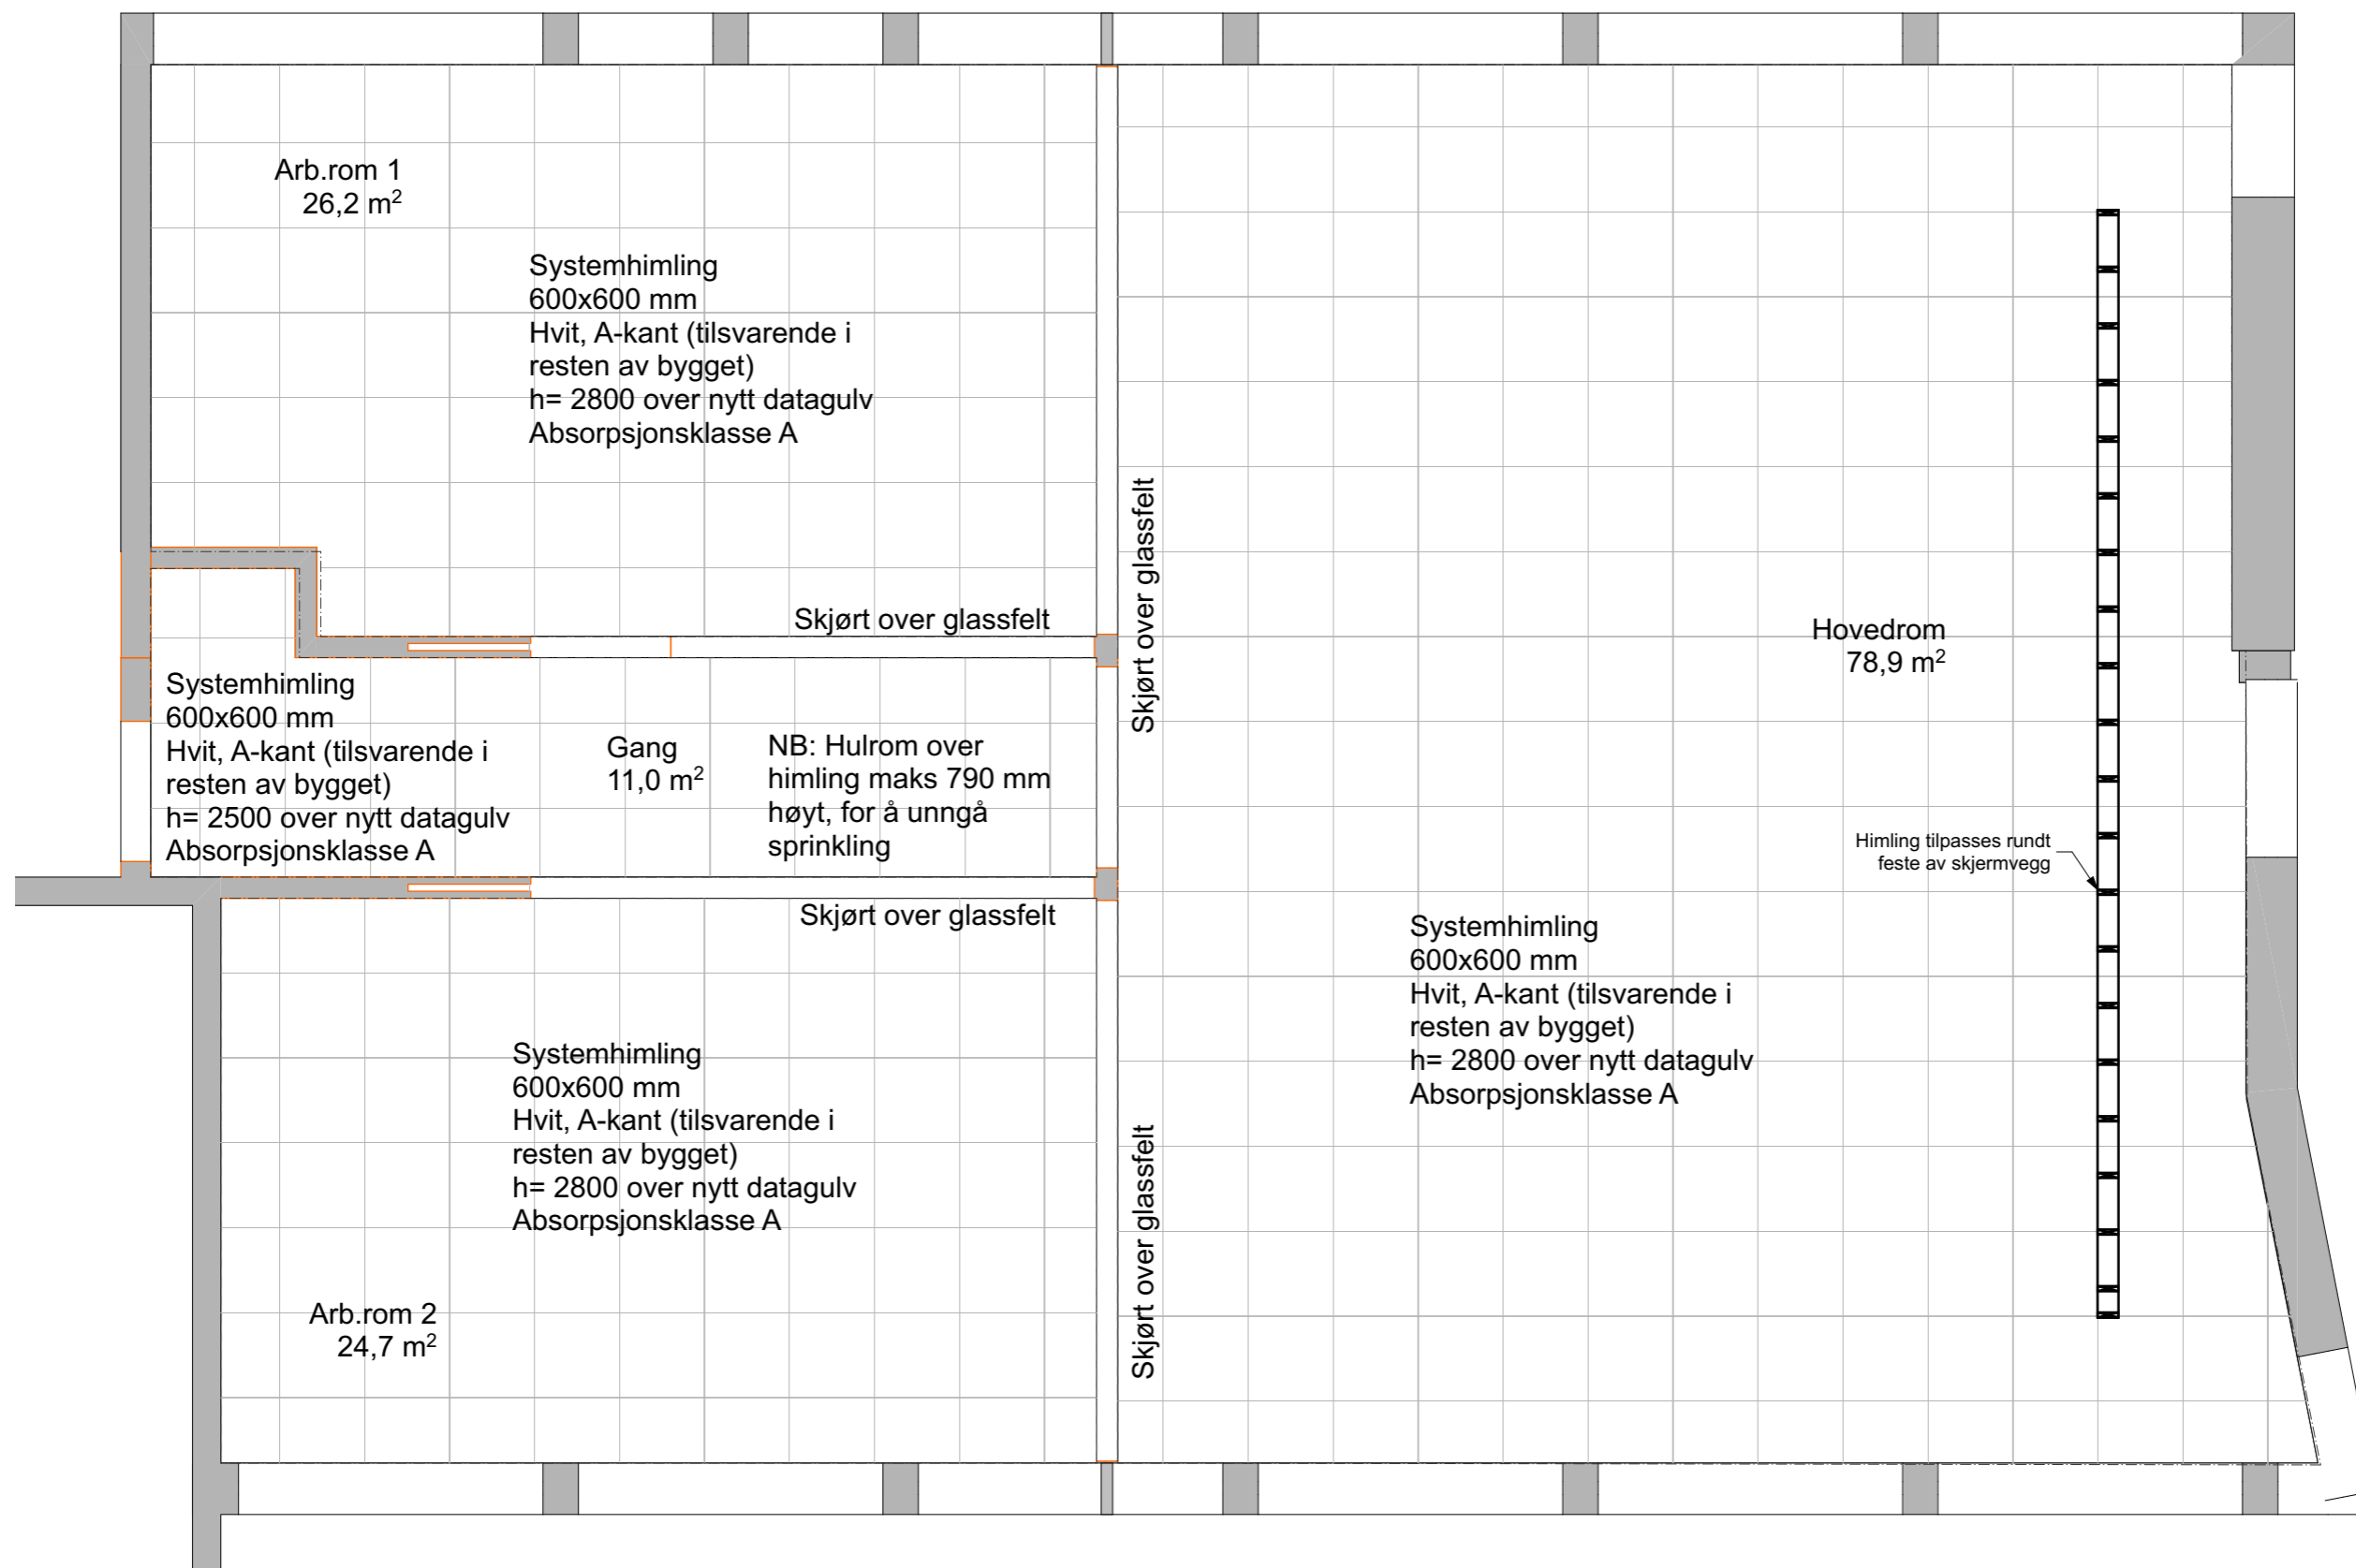 Arb.rom 1
26,2 m²
Systemhimling
600x600 mm
Hvit, A-kant (tilsvarende i
resten av bygget)
h= 2800 over nytt datagulv
Absorpsjonsklasse A
Skjørt over glassfelt
Skjørt over glassfelt
Hovedrom
78,9 m²
Systemhimling
600x600 mm
Hvit, A-kant (tilsvarende i
resten av bygget)
h= 2500 over nytt datagulv
Absorpsjonsklasse A
Gang
11,0 m²
NB: Hulrom over
himling maks 790 mm
høyt, for å unngå
sprinkling
Himling tilpasses rundt
feste av skjermvegg
Skjørt over glassfelt
Systemhimling
600x600 mm
Hvit, A-kant (tilsvarende i
resten av bygget)
h= 2800 over nytt datagulv
Absorpsjonsklasse A
Systemhimling
600x600 mm
Hvit, A-kant (tilsvarende i
resten av bygget)
h= 2800 over nytt datagulv
Absorpsjonsklasse A
Skjørt over glassfelt
Arb.rom 2
24,7 m²